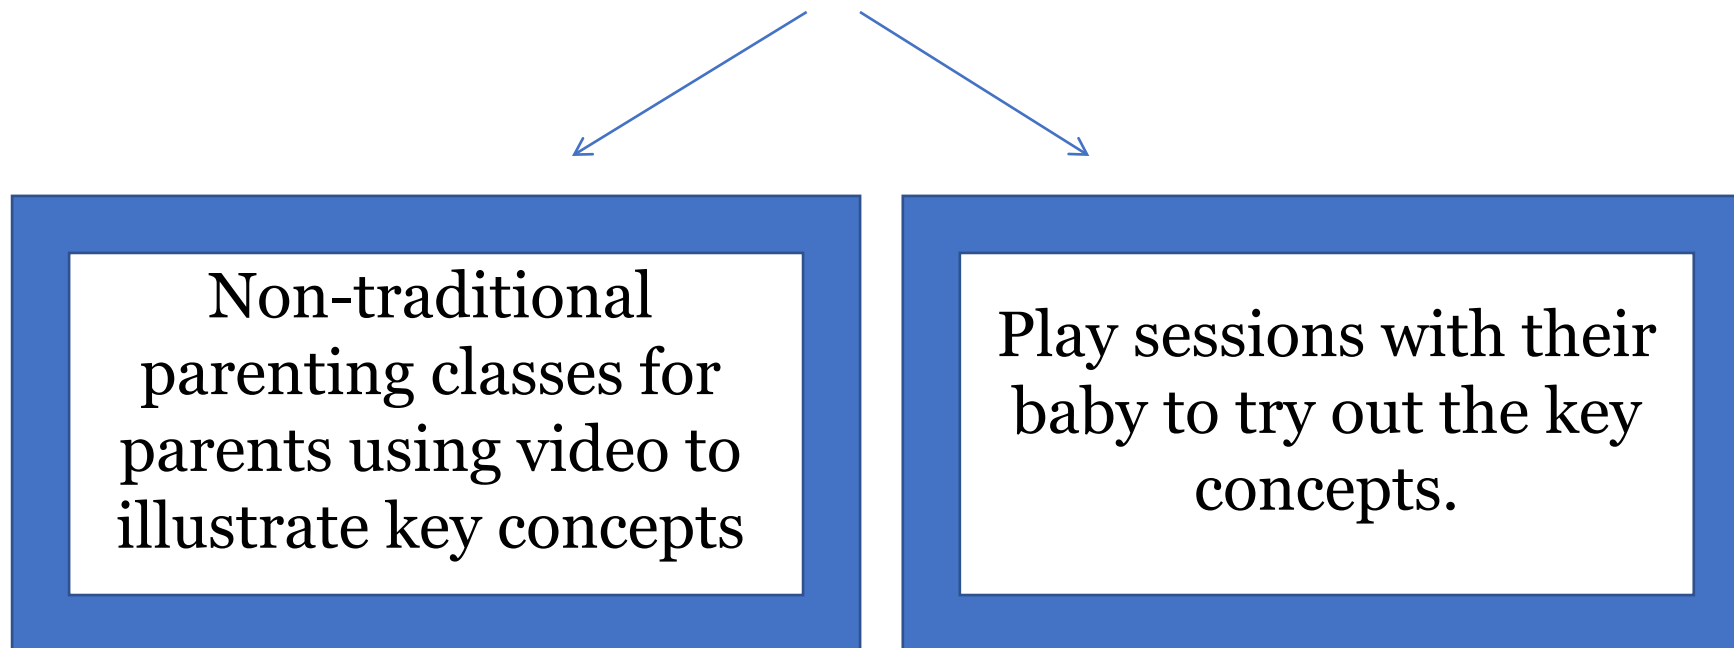 Non-traditional
parenting classes for
parents using video to
illustrate key concepts
Play sessions with their
baby to try out the key
concepts.